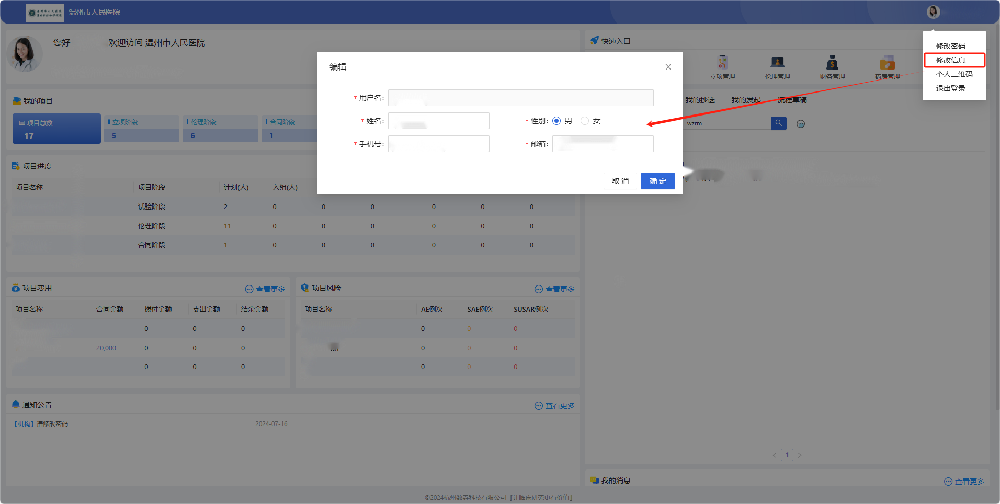 温州市人民医院
您好
欢迎访问 温州市人民医院
快速入口
立项管理
伦理管理
财务管理
药房管理
修改密码
修改信息
个人二维码
退出登录
编辑
* 用户名:
* 姓名:
* 性别: 男 女
* 手机号:
* 邮箱:
取 消
确 定
我的项目
项目总数
17
立项阶段
5
伦理阶段
6
合同阶段
1
我的抄送 我的发起 流程草稿
wzrm
项目进度
项目名称 项目阶段 计划(人) 入组(人)
试验阶段 2 0 0 0 0 0 0
伦理阶段 11 0 0 0 0 0 0
合同阶段 1 0 0 0 0 0 0
项目费用 查看更多
项目名称 合同金额 拨付金额 支出金额 结余金额
0 0 0
20,000 0 0 0
0 0 0
项目风险 查看更多
项目名称 AE例次 SAE例次 SUSAR例次
0 0 0
0 0 0
0 0 0
通知公告 查看更多
【机构】请修改密码 2024-07-16
< 1 >
我的消息 查看更多
©2024杭州数垚科技有限公司『让临床研究更有价值』